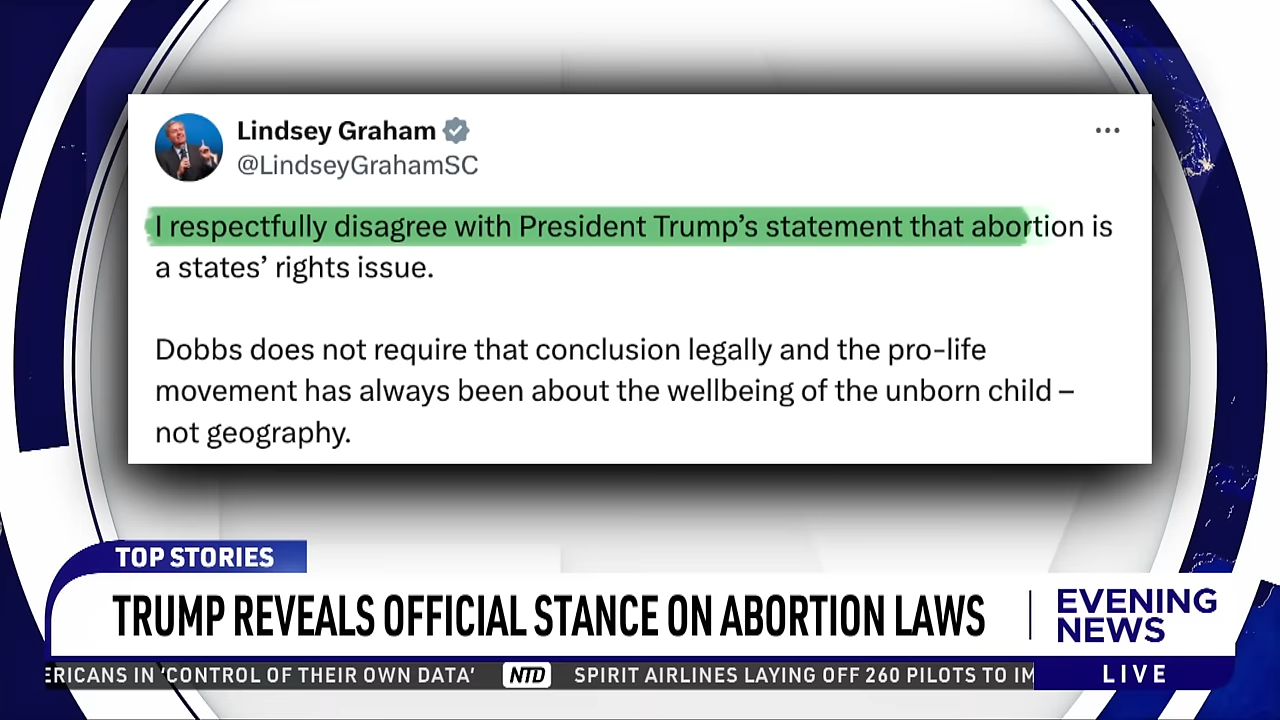 Lindsey Graham
@LindseyGrahamSC
I respectfully disagree with President Trump’s statement that abortion is
a states’ rights issue.
Dobbs does not require that conclusion legally and the pro-life
movement has always been about the wellbeing of the unborn child –
not geography.
TOP STORIES
TRUMP REVEALS OFFICIAL STANCE ON ABORTION LAWS
EVENING
NEWS
ERICANS IN ‘CONTROL OF THEIR OWN DATA’ NTD SPIRIT AIRLINES LAYING OFF 260 PILOTS TO IM
LIVE